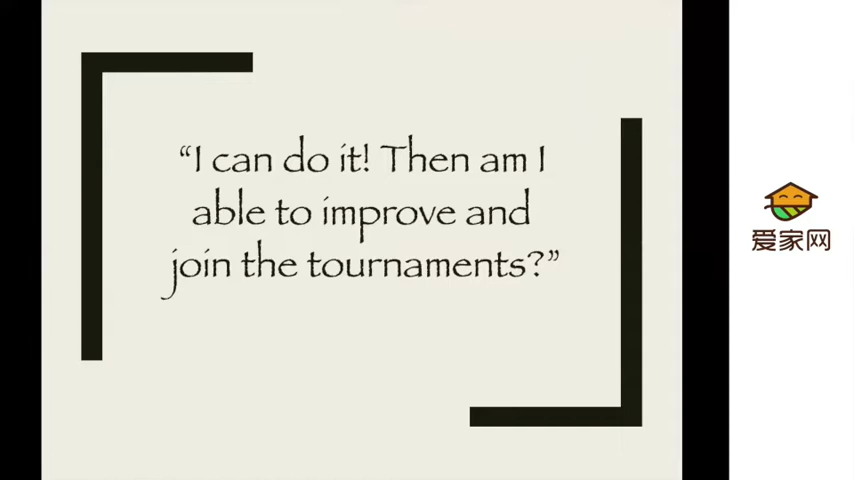 “I can do it! Then am I
able to improve and
join the tournaments?”
爱家网